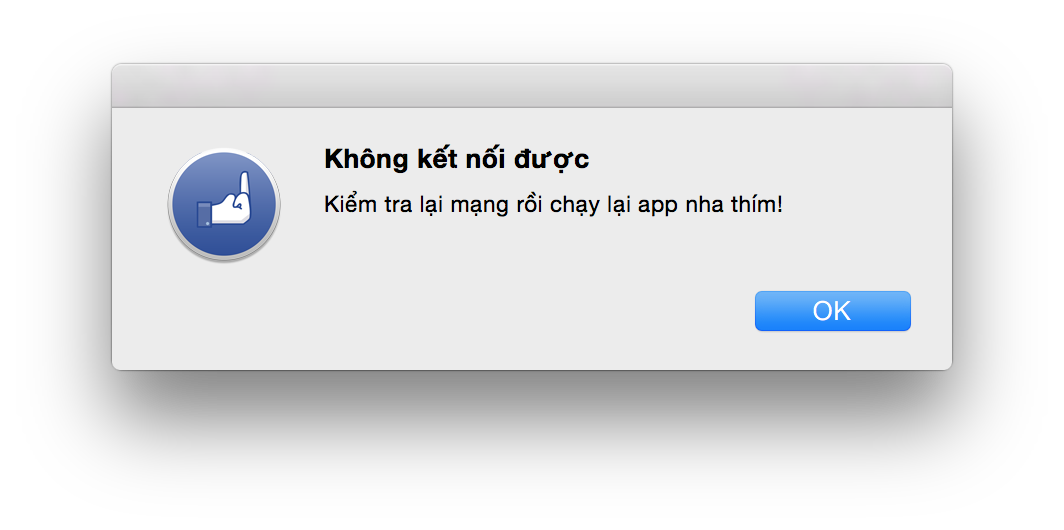 Không kết nối được
Kiểm tra lại mạng rồi chạy lại app nha thím!
OK